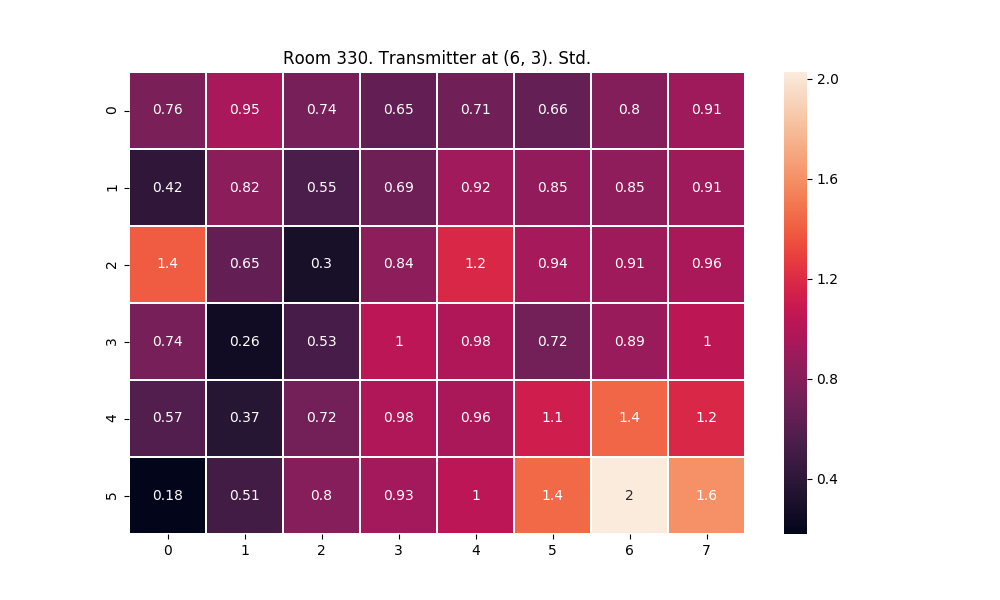 Room 330. Transmitter at (6, 3). Std.
0 0.76 0.95 0.74 0.65 0.71 0.66 0.8 0.91
1 0.42 0.82 0.55 0.69 0.92 0.85 0.85 0.91
2 1.4 0.65 0.3 0.84 1.2 0.94 0.91 0.96
3 0.74 0.26 0.53 1 0.98 0.72 0.89 1
4 0.57 0.37 0.72 0.98 0.96 1.1 1.4 1.2
5 0.18 0.51 0.8 0.93 1 1.4 2 1.6
0 1 2 3 4 5 6 7
2.0
1.6
1.2
0.8
0.4